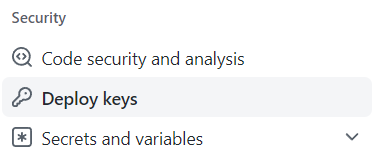 Security
Code security and analysis
Deploy keys
Secrets and variables